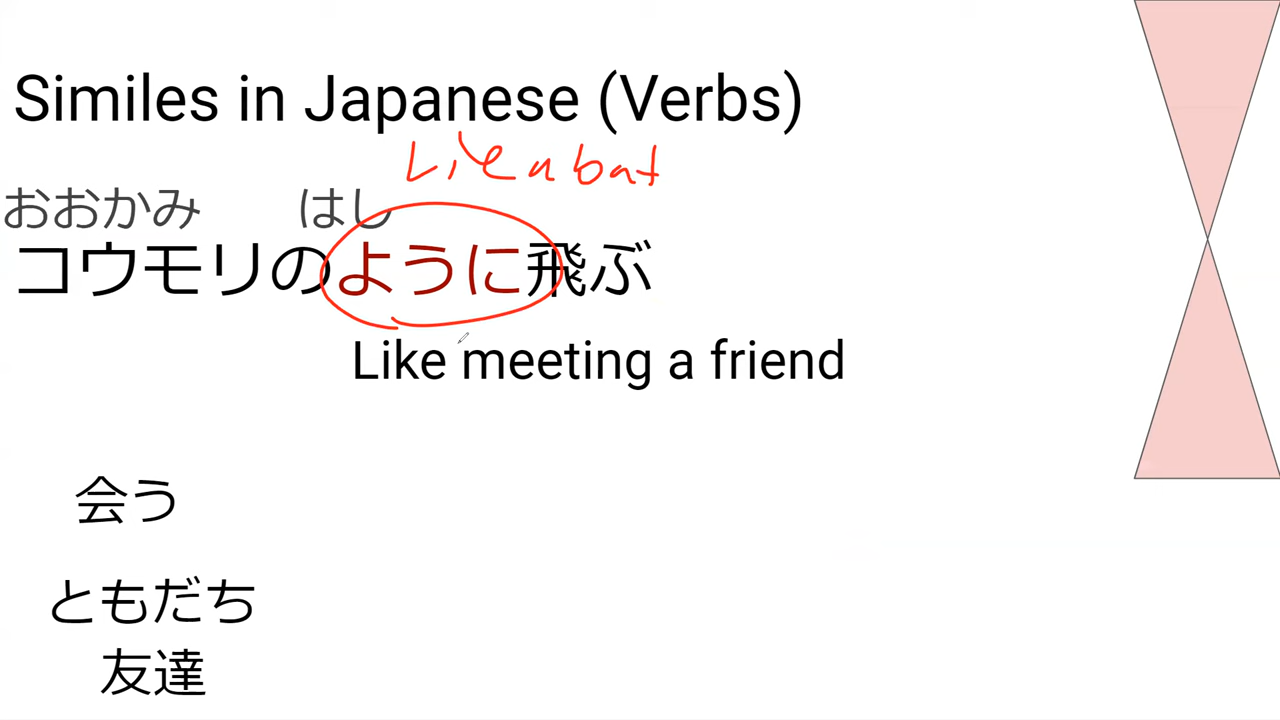 Similes in Japanese (Verbs)
Like a bat
おおかみ はし
コウモリのように飛ぶ
Like meeting a friend
会う
ともだち
友達